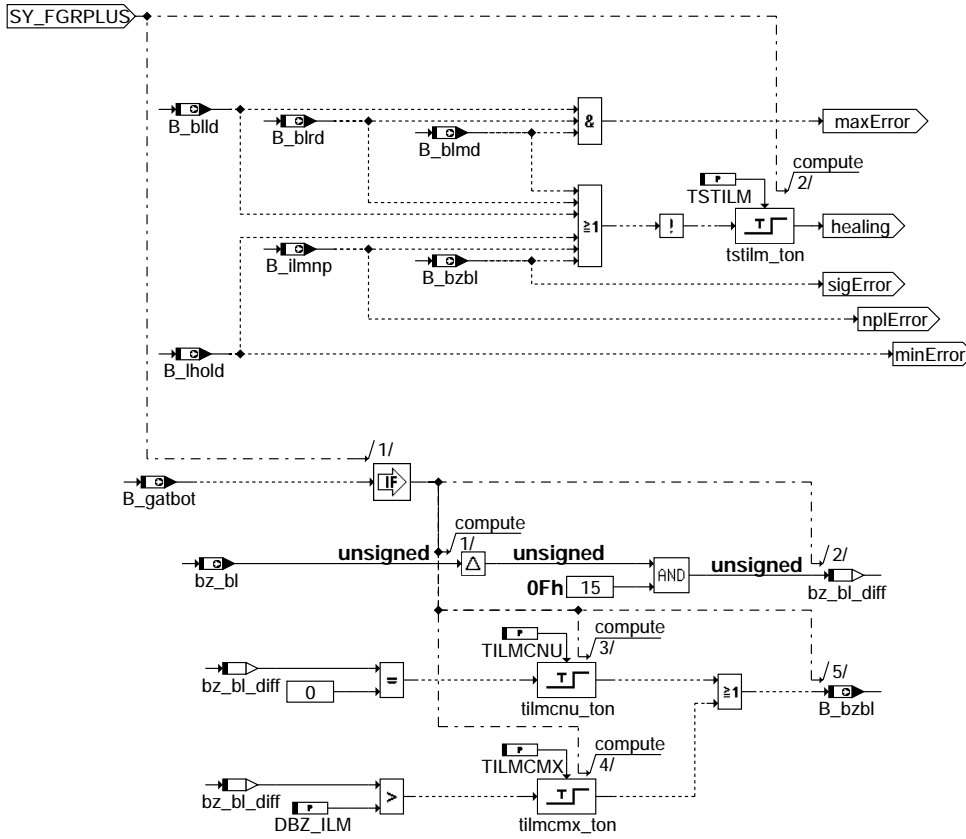 SY_FGRPLUS
B_blld
B_blrd
B_blmd
&
maxError
compute
2/
P
TSTILM
≥1
!
T
tstilm_ton
healing
B_ilmnp
B_bzbl
sigError
nplError
B_lhold
minError
1/
B_gatbot
IF
compute
1/
2/
bz_bl
unsigned
Δ
unsigned
0Fh
15
AND
unsigned
bz_bl_diff
P
TILMCNU
compute
3/
5/
bz_bl_diff
0
=
T
tilmcnu_ton
≥1
B_bzbl
P
TILMCMX
compute
4/
bz_bl_diff
P
DBZ_ILM
>
T
tilmcmx_ton